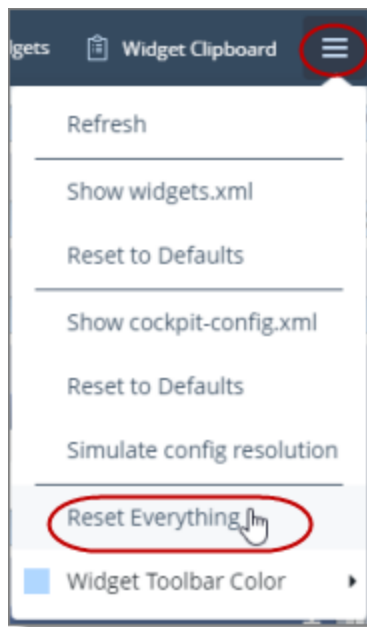 lgets Widget Clipboard
Refresh
Show widgets.xml
Reset to Defaults
Show cockpit-config.xml
Reset to Defaults
Simulate config resolution
Reset Everything
Widget Toolbar Color